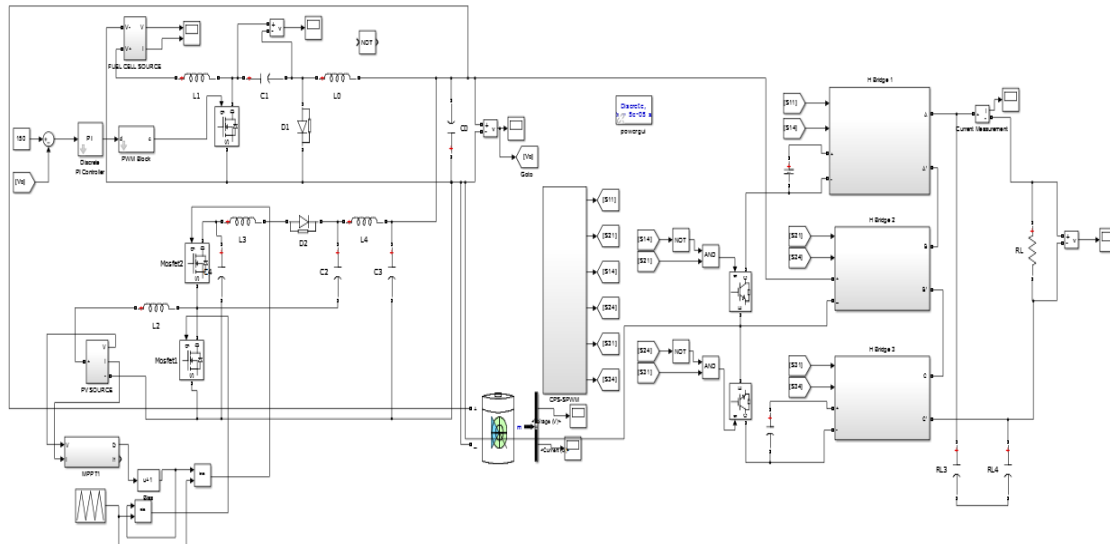 FUEL CELL SOURCE
V
V+
I
v
NOT
L1
C1
L0
D1
C0
150
PI
Discrete
PI Controller
PWM Block
[Vo]
[Vo]
Goto
Discrete,
powergui
H Bridge 1
[S11]
[S14]
A
A'
Current Measurement
L3
D2
L4
Mosfet2
C2
C3
L2
Mosfet1
V
I
PV SOURCE
[S11]
[S21]
[S14]
[S24]
[S31]
[S34]
CPS-SPWM
[S14]
NOT
AND
[S21]
H Bridge 2
[S21]
[S24]
B
B'
RL
v
[S24]
NOT
AND
[S31]
H Bridge 3
[S31]
[S34]
C
C'
m
MPPT1
D
u+1
Bias
RL3
RL4